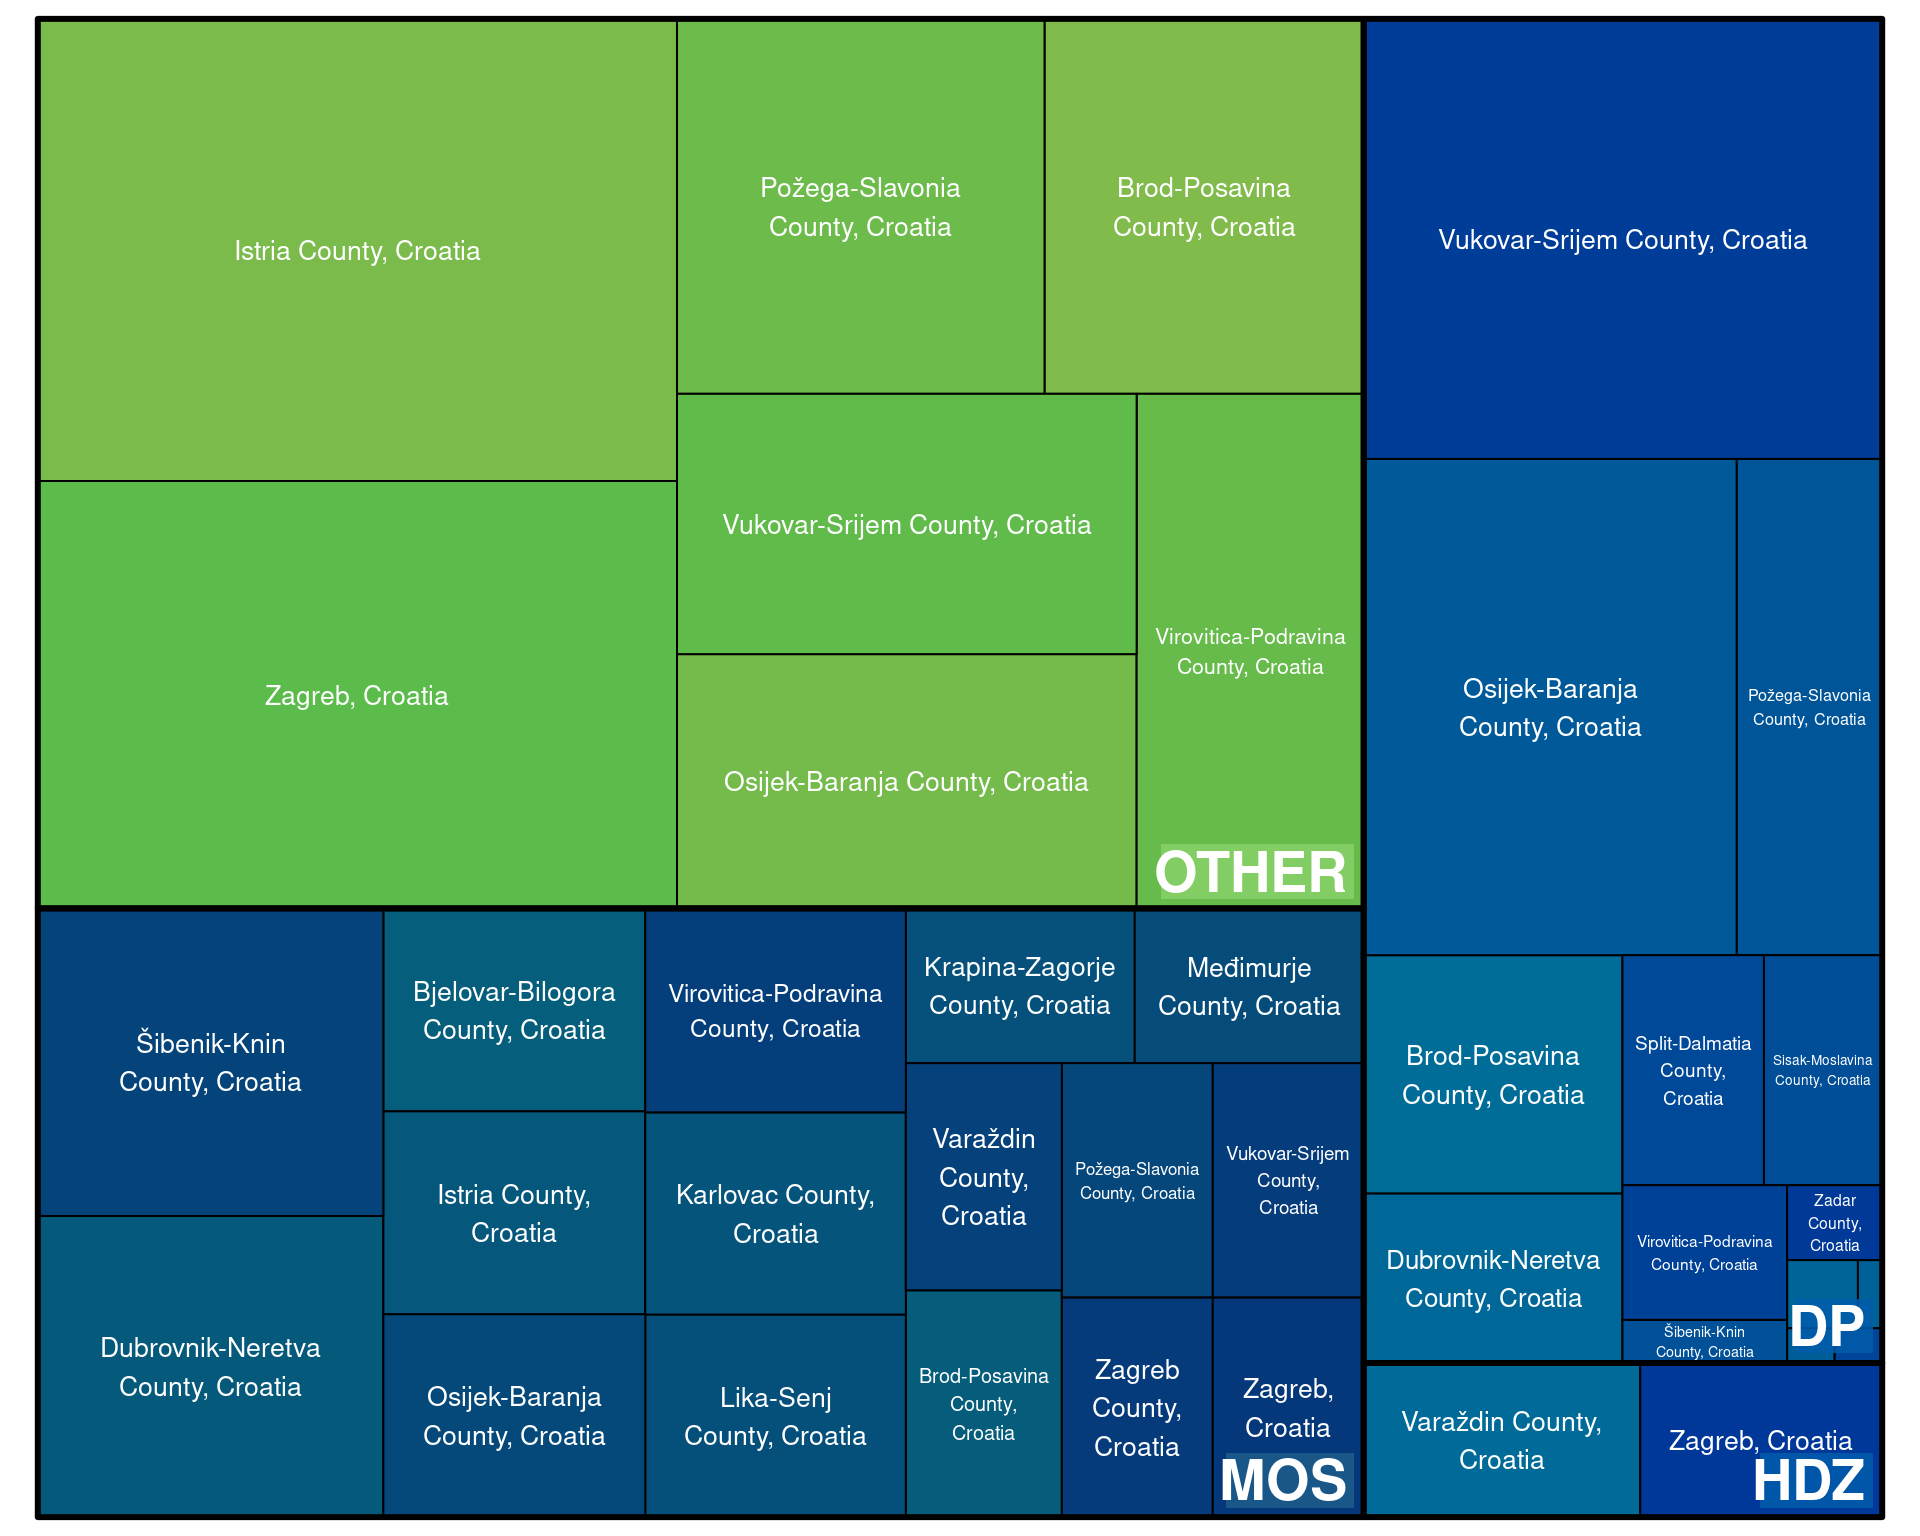 Istria County, Croatia
Zagreb, Croatia
Požega-Slavonia
County, Croatia
Brod-Posavina
County, Croatia
Vukovar-Srijem County, Croatia
Osijek-Baranja County, Croatia
Virovitica-Podravina
County, Croatia
OTHER
Šibenik-Knin
County, Croatia
Dubrovnik-Neretva
County, Croatia
Bjelovar-Bilogora
County, Croatia
Istria County,
Croatia
Osijek-Baranja
County, Croatia
Virovitica-Podravina
County, Croatia
Karlovac County,
Croatia
Lika-Senj
County, Croatia
Krapina-Zagorje
County, Croatia
Međimurje
County, Croatia
Varaždin
County,
Croatia
Brod-Posavina
County,
Croatia
Požega-Slavonia
County, Croatia
Vukovar-Srijem
County,
Croatia
Zagreb
County,
Croatia
Zagreb,
Croatia
MOS
Vukovar-Srijem County, Croatia
Osijek-Baranja
County, Croatia
Požega-Slavonia
County, Croatia
Brod-Posavina
County, Croatia
Dubrovnik-Neretva
County, Croatia
Split-Dalmatia
County,
Croatia
Sisak-Moslavina
County, Croatia
Virovitica-Podravina
County, Croatia
Šibenik-Knin
County, Croatia
Zadar
County,
Croatia
DP
Varaždin County,
Croatia
Zagreb, Croatia
HDZ